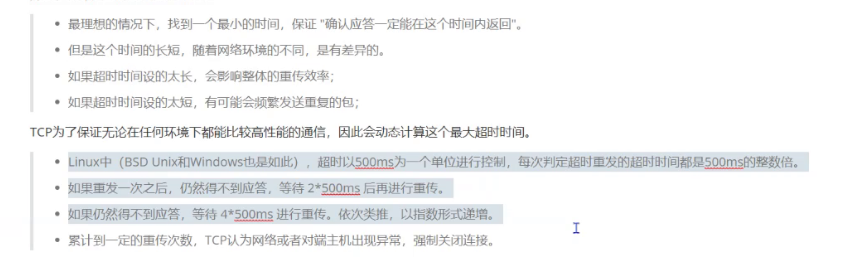 最理想的情况下，找到一个最小的时间，保证 "确认应答一定能在这个时间内返回"。
但是这个时间的长短，随着网络环境的不同，是有差异的。
如果超时时间设的太长，会影响整体的重传效率；
如果超时时间设的太短，有可能会频繁发送重复的包；
TCP为了保证无论在任何环境下都能比较高性能的通信，因此会动态计算这个最大超时时间。
Linux中（BSD Unix和Windows也是如此），超时以500ms为一个单位进行控制，每次判定超时重发的超时时间都是500ms的整数倍。
如果重发一次之后，仍然得不到应答，等待 2*500ms 后再进行重传。
如果仍然得不到应答，等待 4*500ms 进行重传。依次类推，以指数形式递增。
累计到一定的重传次数，TCP认为网络或者对端主机出现异常，强制关闭连接。